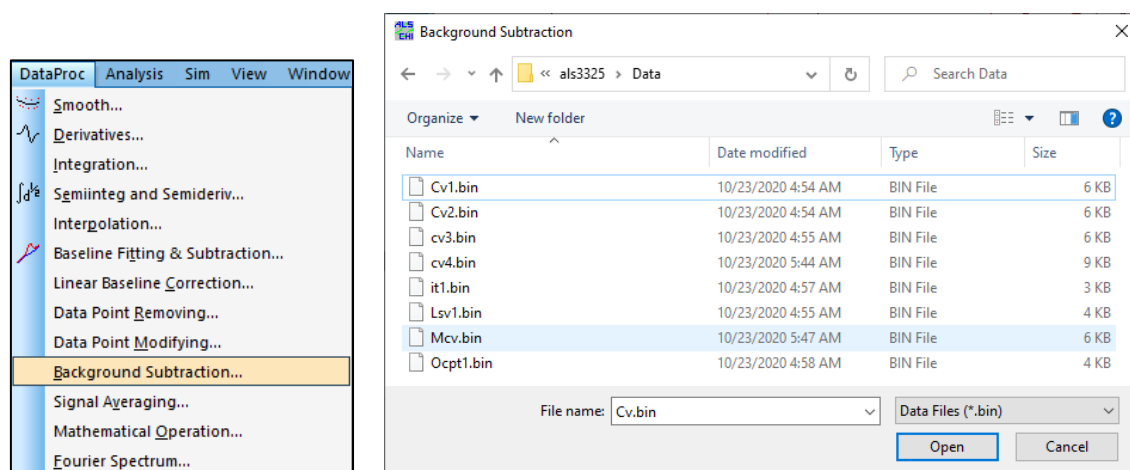 DataProc Analysis Sim View Window
Smooth...
Derivatives...
Integration...
Semiinteg and Semideriv...
Interpolation...
Baseline Fitting & Subtraction...
Linear Baseline Correction...
Data Point Removing...
Data Point Modifying...
Background Subtraction...
Signal Averaging...
Mathematical Operation...
Fourier Spectrum...
ALS CHI Background Subtraction
« als3325 > Data Search Data
Organize New folder
Name Date modified Type Size
Cv1.bin 10/23/2020 4:54 AM BIN File 6 KB
Cv2.bin 10/23/2020 4:54 AM BIN File 6 KB
cv3.bin 10/23/2020 4:55 AM BIN File 6 KB
cv4.bin 10/23/2020 5:44 AM BIN File 9 KB
it1.bin 10/23/2020 4:57 AM BIN File 3 KB
Lsv1.bin 10/23/2020 4:55 AM BIN File 4 KB
Mcv.bin 10/23/2020 5:47 AM BIN File 6 KB
Ocpt1.bin 10/23/2020 4:58 AM BIN File 4 KB
File name: Cv.bin Data Files (*.bin)
Open Cancel